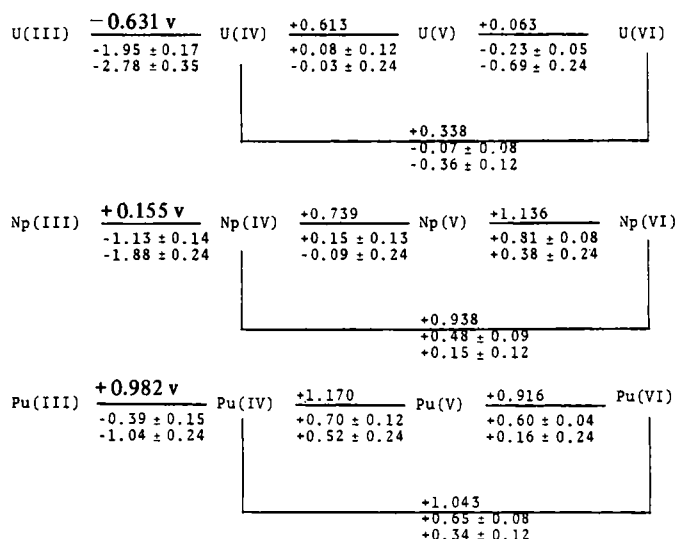 −0.631 v +0.613 +0.063
U(III) U(IV) U(V) U(VI)
-1.95 ± 0.17 +0.08 ± 0.12 -0.23 ± 0.05
-2.78 ± 0.35 -0.03 ± 0.24 -0.69 ± 0.24
+0.338
-0.07 ± 0.08
-0.36 ± 0.12
+0.155 v +0.739 +1.136
Np(III) Np(IV) Np(V) Np(VI)
-1.13 ± 0.14 +0.15 ± 0.13 +0.81 ± 0.08
-1.88 ± 0.24 -0.09 ± 0.24 +0.38 ± 0.24
+0.938
+0.48 ± 0.09
+0.15 ± 0.12
+0.982 v +1.170 +0.916
Pu(III) Pu(IV) Pu(V) Pu(VI)
-0.39 ± 0.15 +0.70 ± 0.12 +0.60 ± 0.04
-1.04 ± 0.24 +0.52 ± 0.24 +0.16 ± 0.24
+1.043
+0.65 ± 0.08
+0.34 ± 0.12